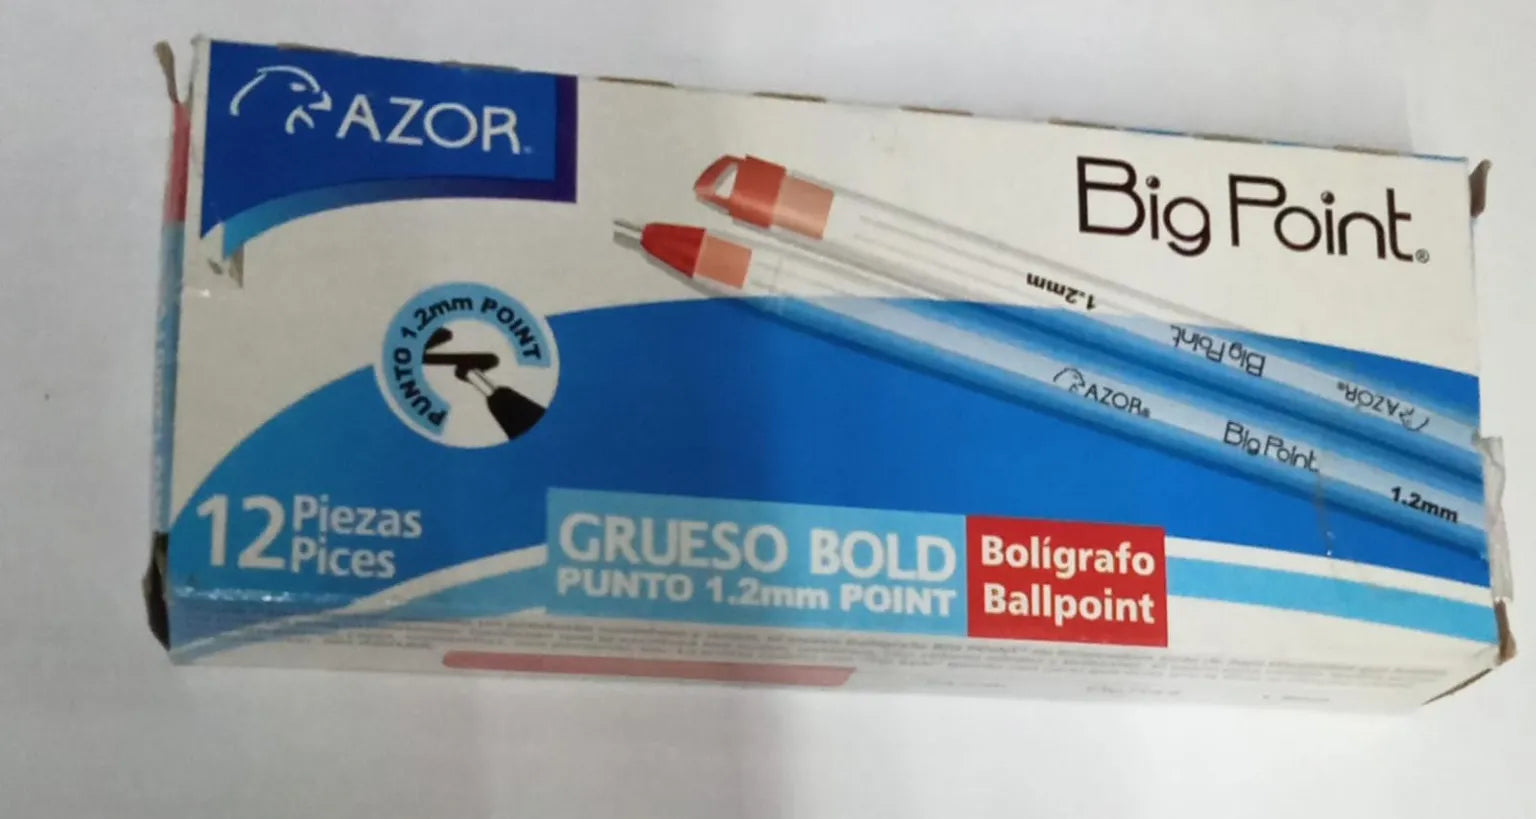 AZOR
Big Point®
PUNTO 1.2mm POINT
1.2mm
Big Point
AZOR®
AZOR®
Big Point
1.2mm
12 Piezas
Pices
GRUESO BOLD
PUNTO 1.2mm POINT
Bolígrafo
Ballpoint